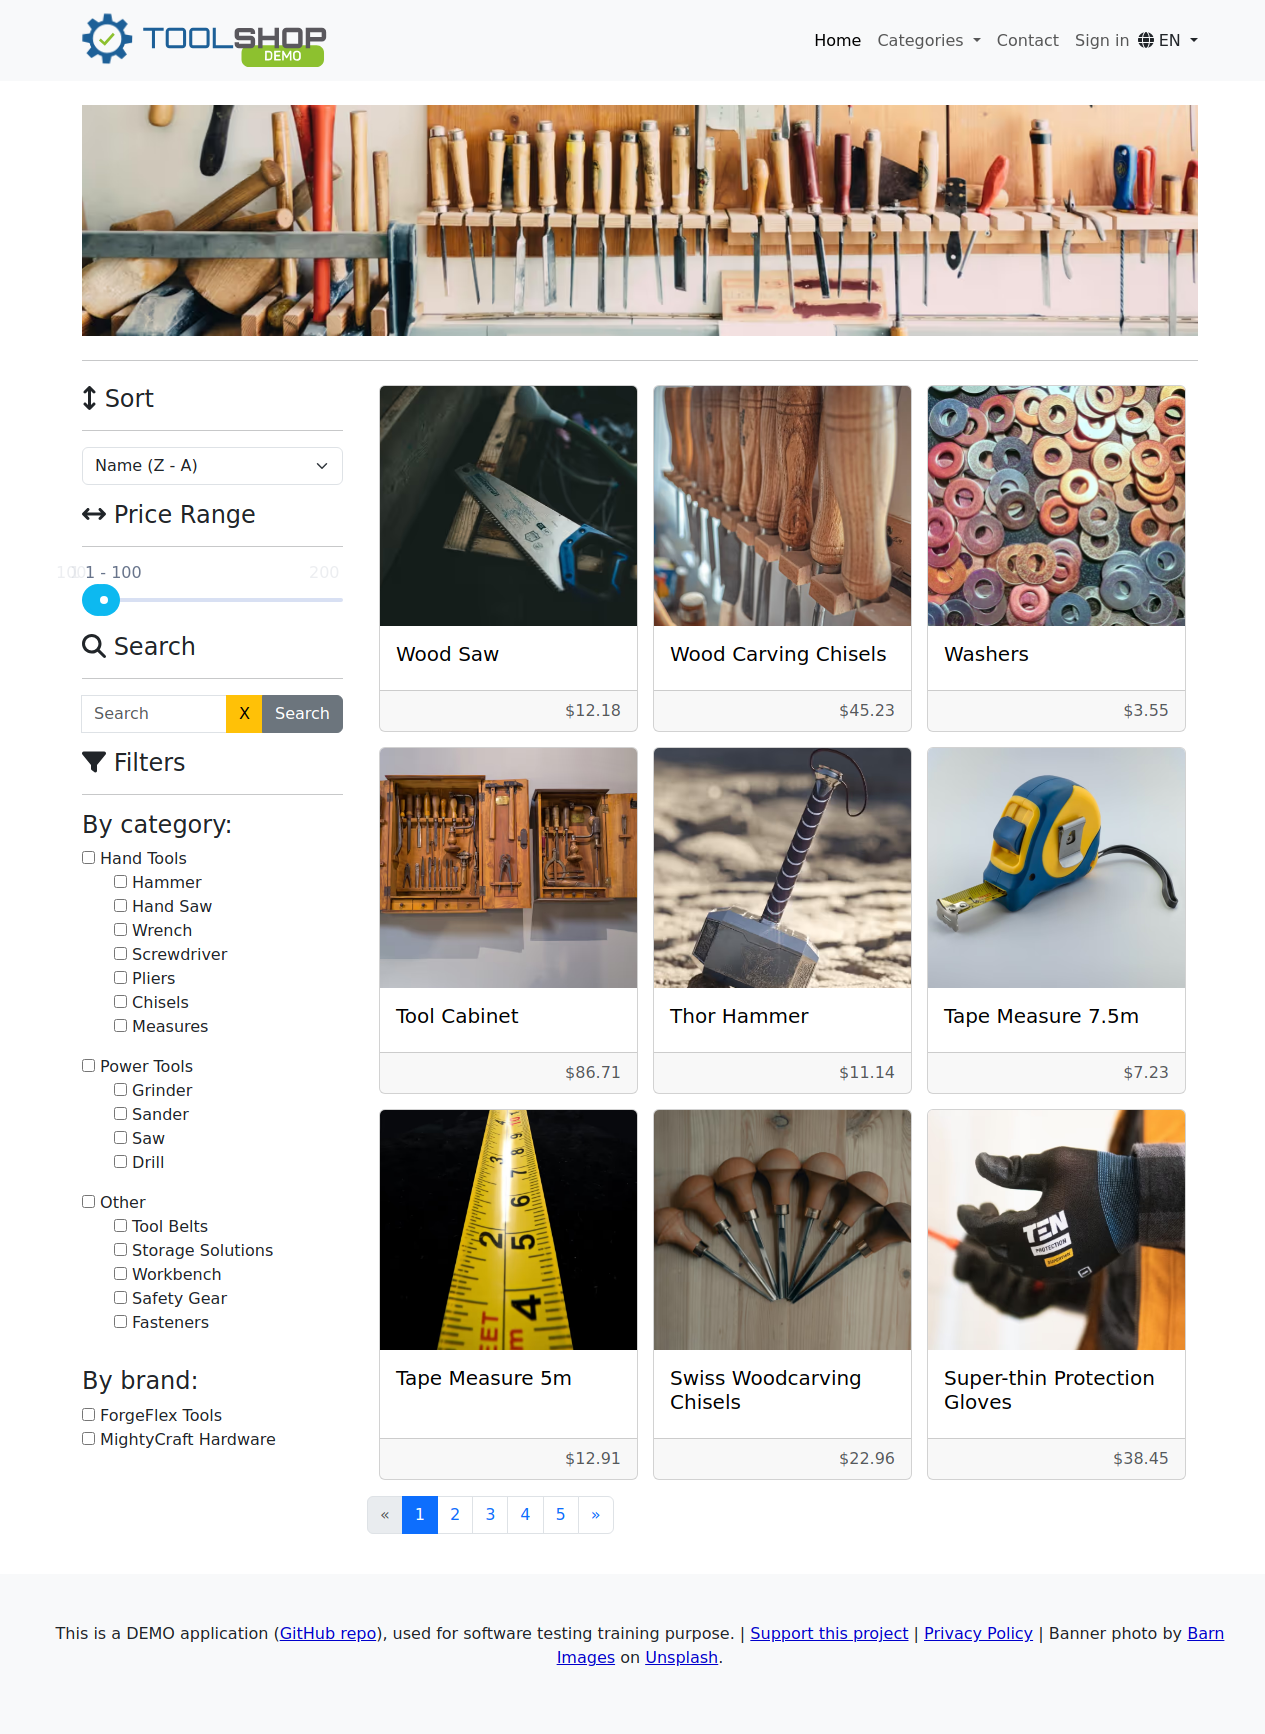 TOOLSHOP
DEMO
Home
Categories
Contact
Sign in
EN
Sort
Name (Z - A)
Price Range
1 - 100
200
Search
Search
X
Search
Filters
By category:
Hand Tools
Hammer
Hand Saw
Wrench
Screwdriver
Pliers
Chisels
Measures
Power Tools
Grinder
Sander
Saw
Drill
Other
Tool Belts
Storage Solutions
Workbench
Safety Gear
Fasteners
By brand:
ForgeFlex Tools
MightyCraft Hardware
Wood Saw
$12.18
Wood Carving Chisels
$45.23
Washers
$3.55
Tool Cabinet
$86.71
Thor Hammer
$11.14
Tape Measure 7.5m
$7.23
Tape Measure 5m
$12.91
Swiss Woodcarving
Chisels
$22.96
TEN
PROTECTION
Super-thin Protection
Gloves
$38.45
« 1 2 3 4 5 »
This is a DEMO application (GitHub repo), used for software testing training purpose. | Support this project | Privacy Policy | Banner photo by Barn
Images on Unsplash.